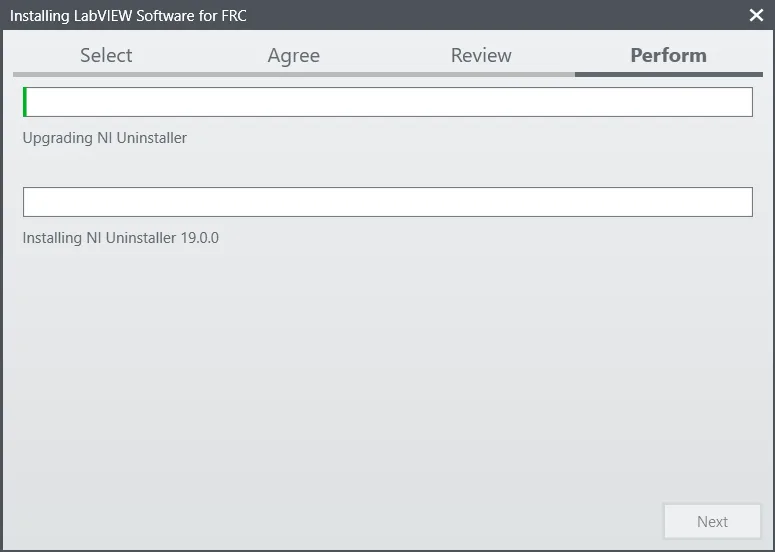 Installing LabVIEW Software for FRC
Select Agree Review Perform
Upgrading NI Uninstaller
Installing NI Uninstaller 19.0.0
Next